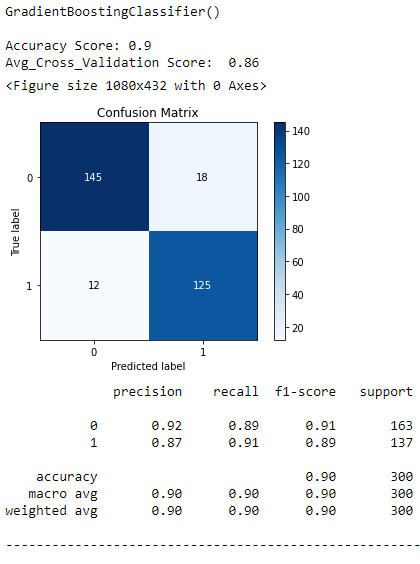 GradientBoostingClassifier()
Accuracy Score: 0.9
Avg_Cross_Validation Score:  0.86
<Figure size 1080x432 with 0 Axes>
Confusion Matrix
140
120
100
80
60
40
20
True label
0
145
18
1
12
125
0
1
Predicted label
precision    recall  f1-score   support
0       0.92      0.89      0.91       163
1       0.87      0.91      0.89       137
accuracy                           0.90       300
macro avg       0.90      0.90      0.90       300
weighted avg       0.90      0.90      0.90       300